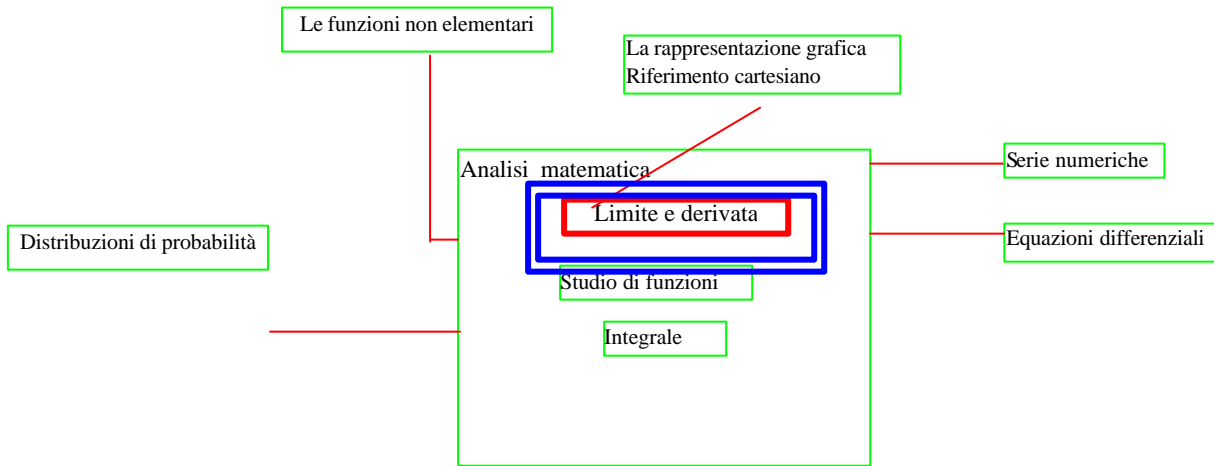 Le funzioni non elementari
La rappresentazione grafica
Riferimento cartesiano
Analisi matematica
Serie numeriche
Limite e derivata
Distribuzioni di probabilità
Equazioni differenziali
Studio di funzioni
Integrale